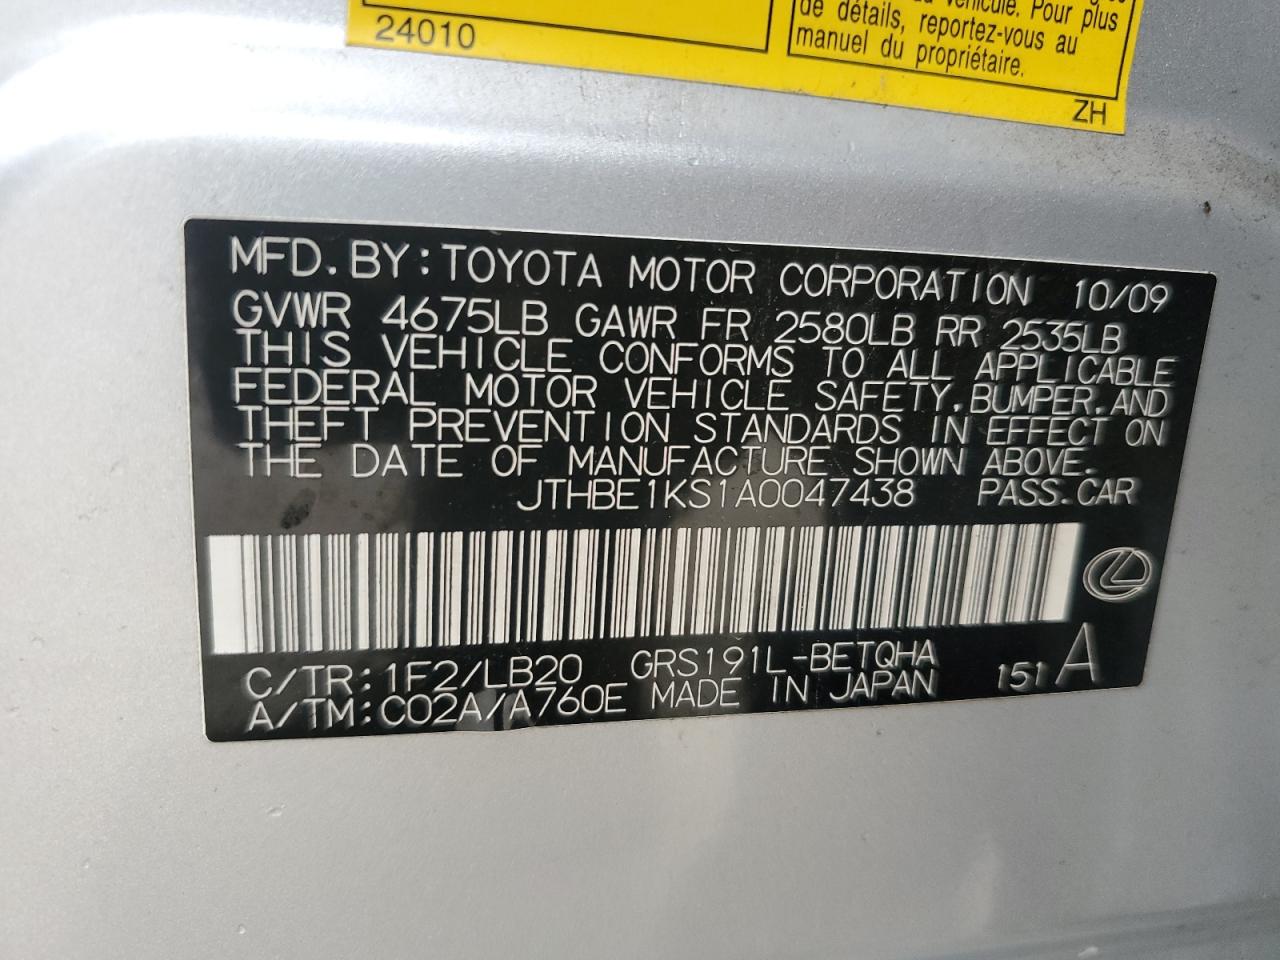 24010
véhicule. Pour plus
de détails, reportez-vous au
manuel du propriétaire.
ZH
MFD. BY: TOYOTA MOTOR CORPORATION 10/09
GVWR 4675LB GAWR FR 2580LB RR 2535LB
THIS VEHICLE CONFORMS TO ALL APPLICABLE
FEDERAL MOTOR VEHICLE SAFETY, BUMPER, AND
THEFT PREVENTION STANDARDS IN EFFECT ON
THE DATE OF MANUFACTURE SHOWN ABOVE.
JTHBE1KS1A0047438 PASS. CAR
C/TR: 1F2/LB20 GRS191L-BETQHA
A/TM: C02A/A760E MADE IN JAPAN 151 A